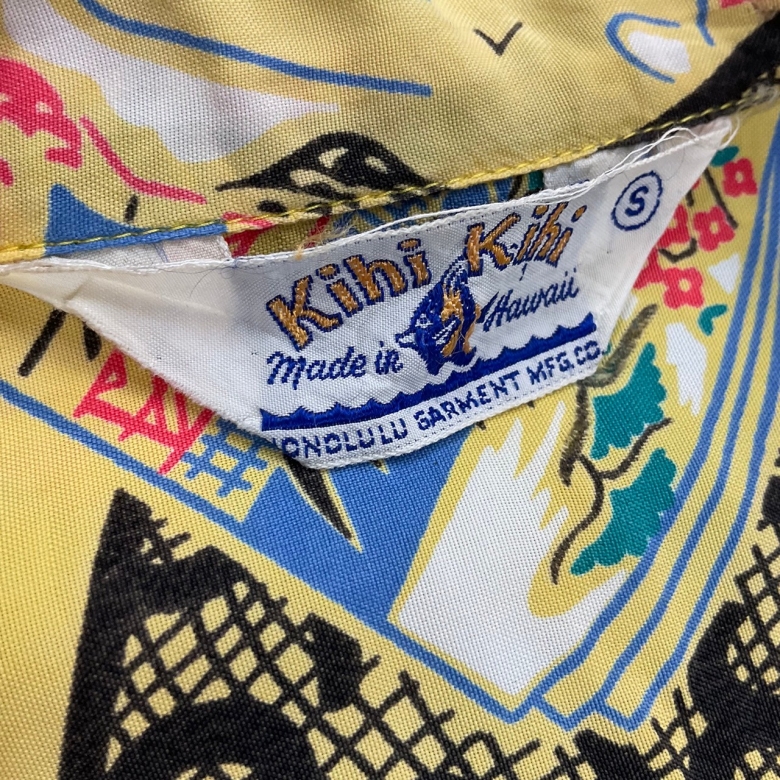 Kihi Kihi
S
Made in Hawaii
HONOLULU GARMENT MFG. CO.